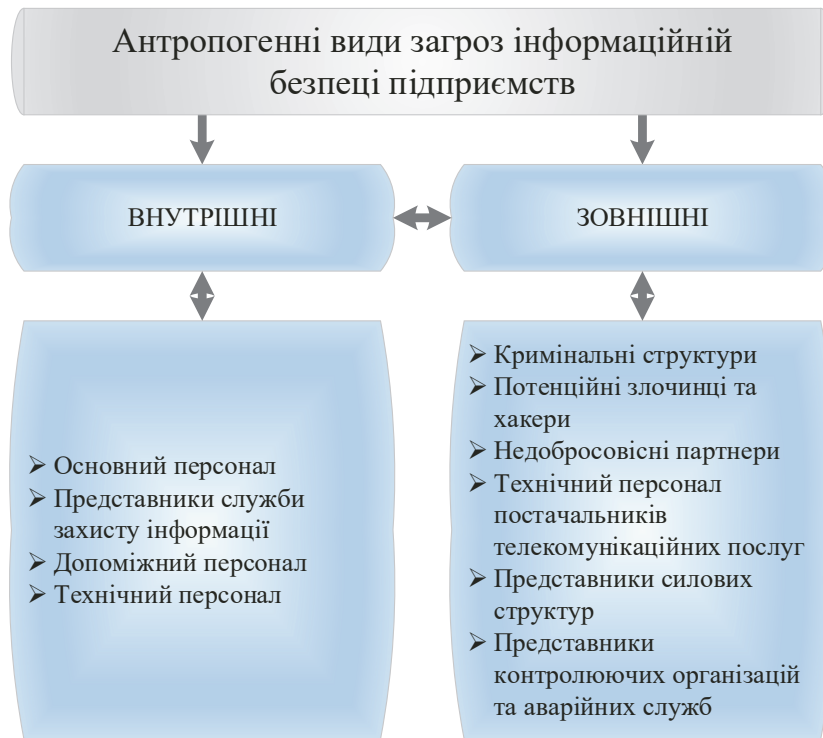 Антропогенні види загроз інформаційній
безпеці підприємств
ВНУТРІШНІ
ЗОВНІШНІ
➢ Основний персонал
➢ Представники служби
захисту інформації
➢ Допоміжний персонал
➢ Технічний персонал
➢ Кримінальні структури
➢ Потенційні злочинці та
хакери
➢ Недобросовісні партнери
➢ Технічний персонал
постачальників
телекомунікаційних послуг
➢ Представники силових
структур
➢ Представники
контролюючих організацій
та аварійних служб